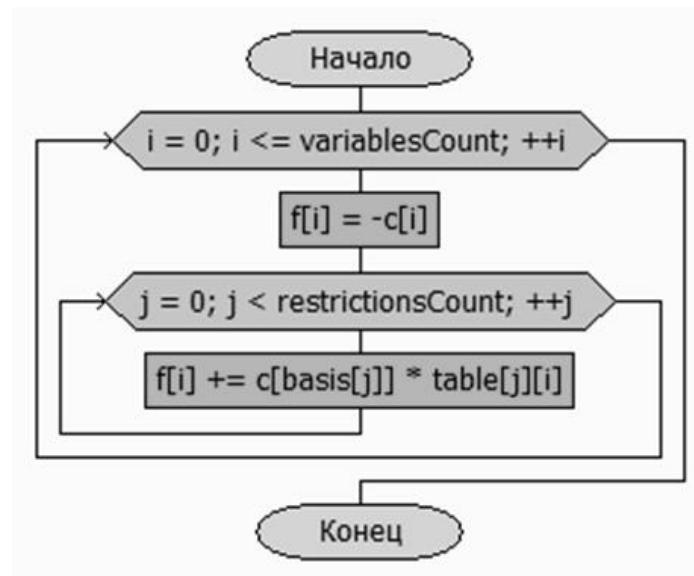 Начало
i = 0; i <= variablesCount; ++i
f[i] = -c[i]
j = 0; j < restrictionsCount; ++j
f[i] += c[basis[j]] * table[j][i]
Конец